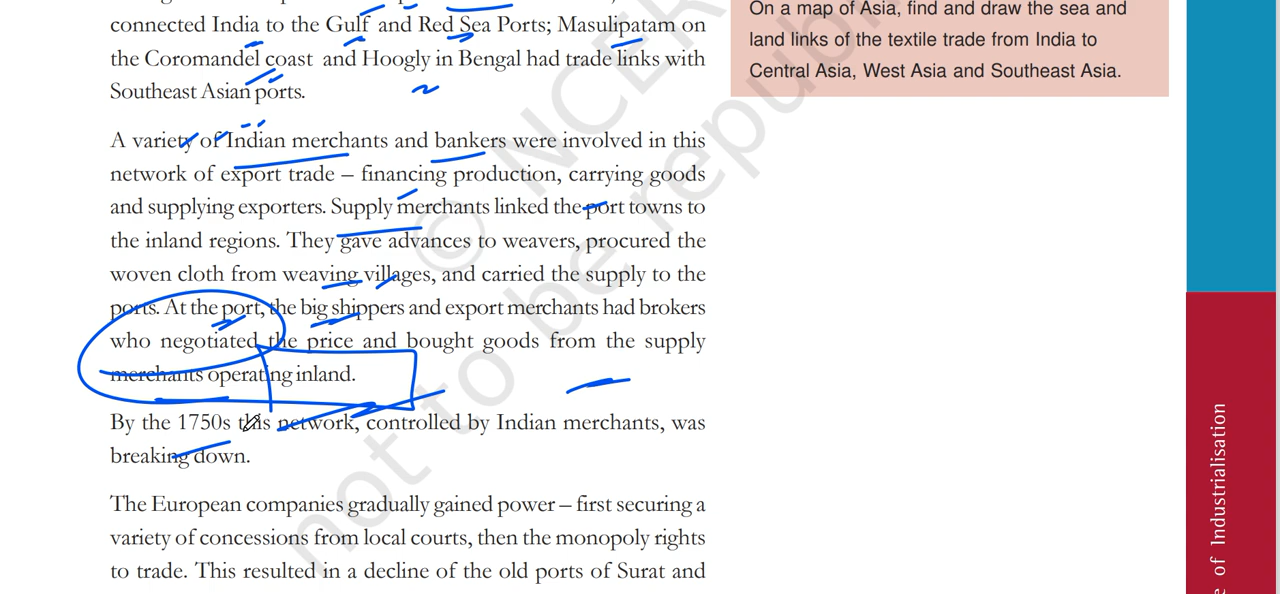 connected India to the Gulf and Red Sea Ports; Masulipatam on
the Coromandel coast and Hoogly in Bengal had trade links with
Southeast Asian ports.
A variety of Indian merchants and bankers were involved in this
network of export trade – financing production, carrying goods
and supplying exporters. Supply merchants linked the port towns to
the inland regions. They gave advances to weavers, procured the
woven cloth from weaving villages, and carried the supply to the
ports. At the port, the big shippers and export merchants had brokers
who negotiated the price and bought goods from the supply
merchants operating inland.
By the 1750s this network, controlled by Indian merchants, was
breaking down.
The European companies gradually gained power – first securing a
variety of concessions from local courts, then the monopoly rights
to trade. This resulted in a decline of the old ports of Surat and
On a map of Asia, find and draw the sea and
land links of the textile trade from India to
Central Asia, West Asia and Southeast Asia.
e of Industrialisation
© NCER
not to be republ